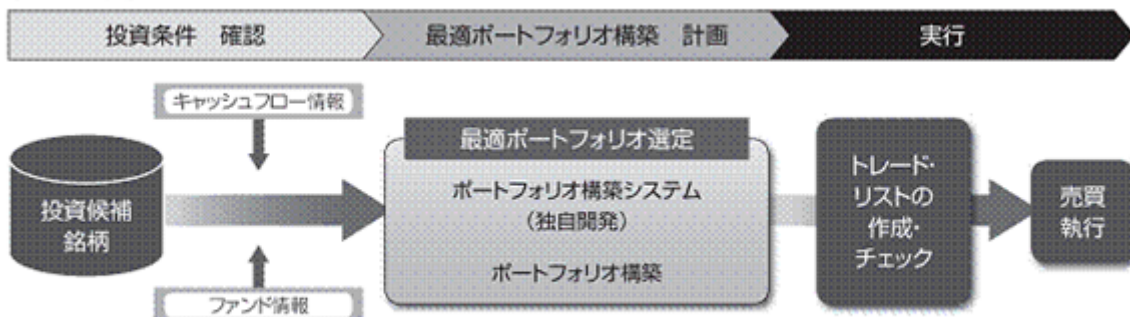 投資条件　確認
最適ポートフォリオ構築　計画
実行
キャッシュフロー情報
投資候補
銘柄
ファンド情報
最適ポートフォリオ選定
ポートフォリオ構築システム
（独自開発）
ポートフォリオ構築
トレード・
リストの
作成・
チェック
売買
執行